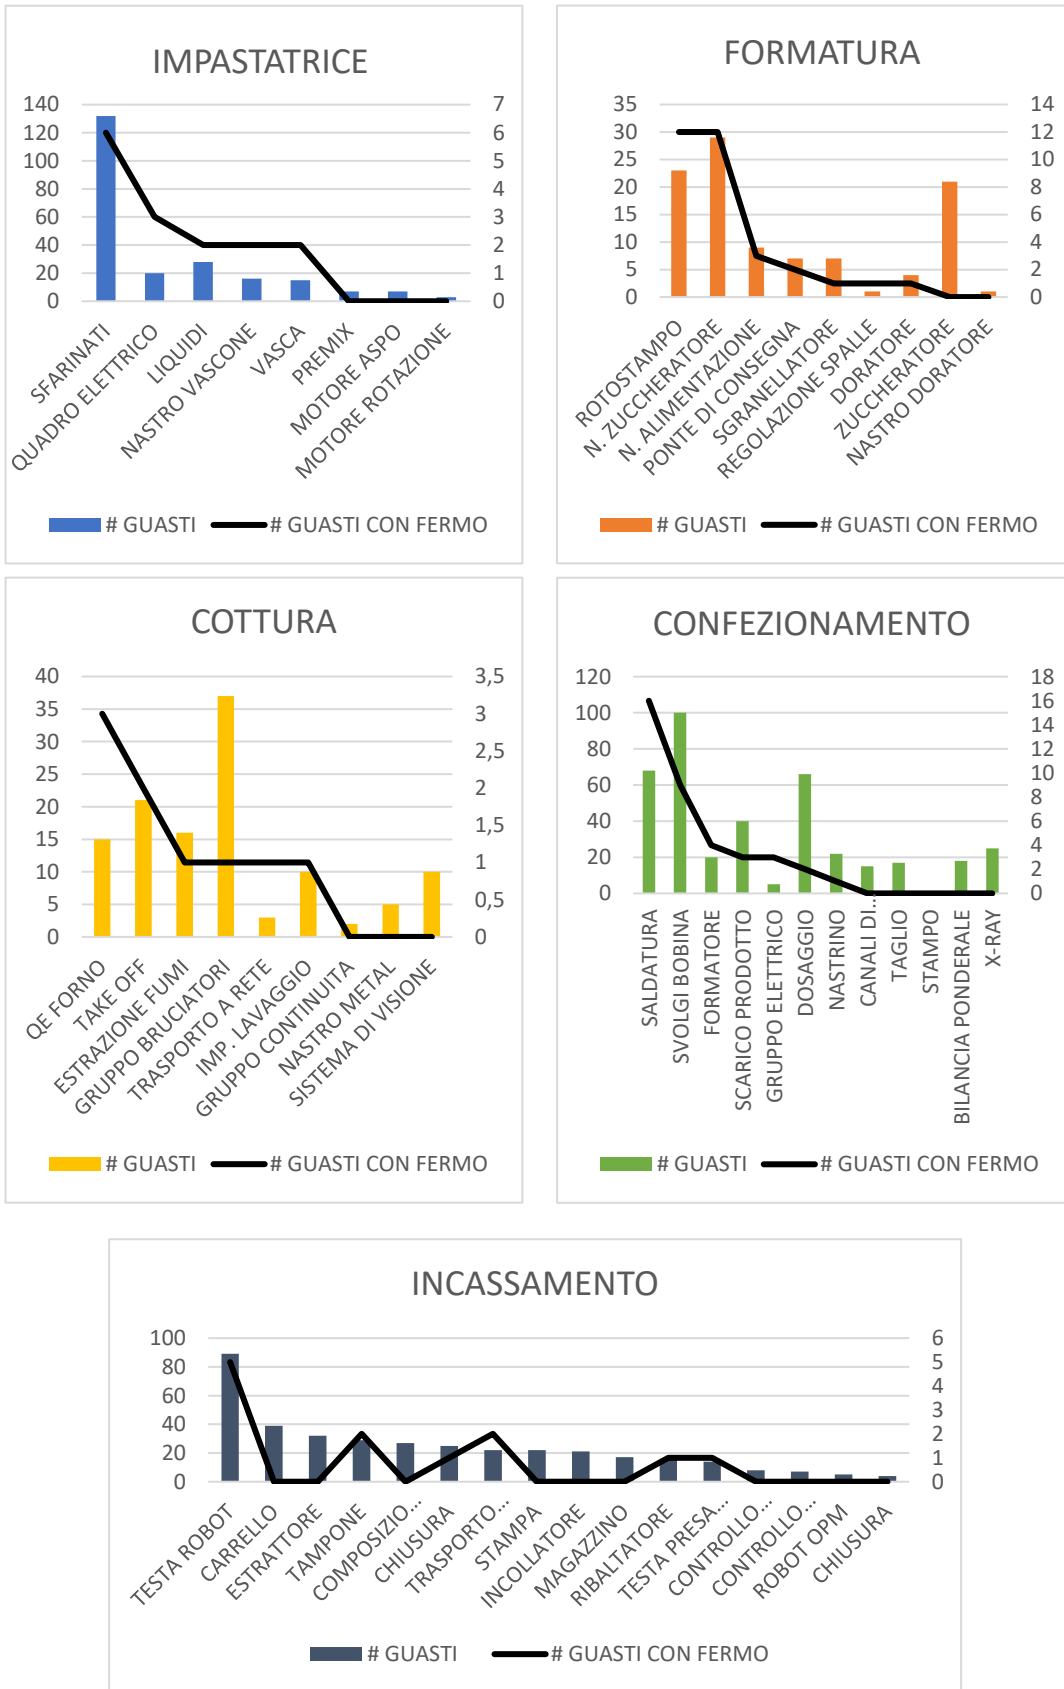 IMPASTATRICE
140
120
100
80
60
40
20
0
7
6
5
4
3
2
1
0
SFARINATI
QUADRO ELETTRICO
LIQUIDI
NASTRO VASCONE
VASCA
PREMIX
MOTORE ASPO
MOTORE ROTAZIONE
# GUASTI
# GUASTI CON FERMO
FORMATURA
35
30
25
20
15
10
5
0
14
12
10
8
6
4
2
0
ROTOSTAMPO
N. ZUCCHERATORE
N. ALIMENTAZIONE
PONTE DI CONSEGNA
SGRANELLATORE
REGOLAZIONE SPALLE
DORATORE
ZUCCHERATORE
NASTRO DORATORE
# GUASTI
# GUASTI CON FERMO
COTTURA
40
35
30
25
20
15
10
5
0
3,5
3
2,5
2
1,5
1
0,5
0
QE FORNO
TAKE OFF
ESTRAZIONE FUMI
GRUPPO BRUCIATORI
TRASPORTO A RETE
IMP. LAVAGGIO
GRUPPO CONTINUITA
NASTRO METAL
SISTEMA DI VISIONE
# GUASTI
# GUASTI CON FERMO
CONFEZIONAMENTO
120
100
80
60
40
20
0
18
16
14
12
10
8
6
4
2
0
SALDATURA
SVOLGI BOBINA
FORMATORE
SCARICO PRODOTTO
GRUPPO ELETTRICO
DOSAGGIO
NASTRINO
CANALI DI…
TAGLIO
STAMPO
BILANCIA PONDERALE
X-RAY
# GUASTI
# GUASTI CON FERMO
INCASSAMENTO
100
80
60
40
20
0
6
5
4
3
2
1
0
TESTA ROBOT
CARRELLO
ESTRATTORE
TAMPONE
COMPOSIZIO…
CHIUSURA
TRASPORTO…
STAMPA
INCOLLATORE
MAGAZZINO
RIBALTATORE
TESTA PRESA…
CONTROLLO…
CONTROLLO…
ROBOT OPM
CHIUSURA
# GUASTI
# GUASTI CON FERMO